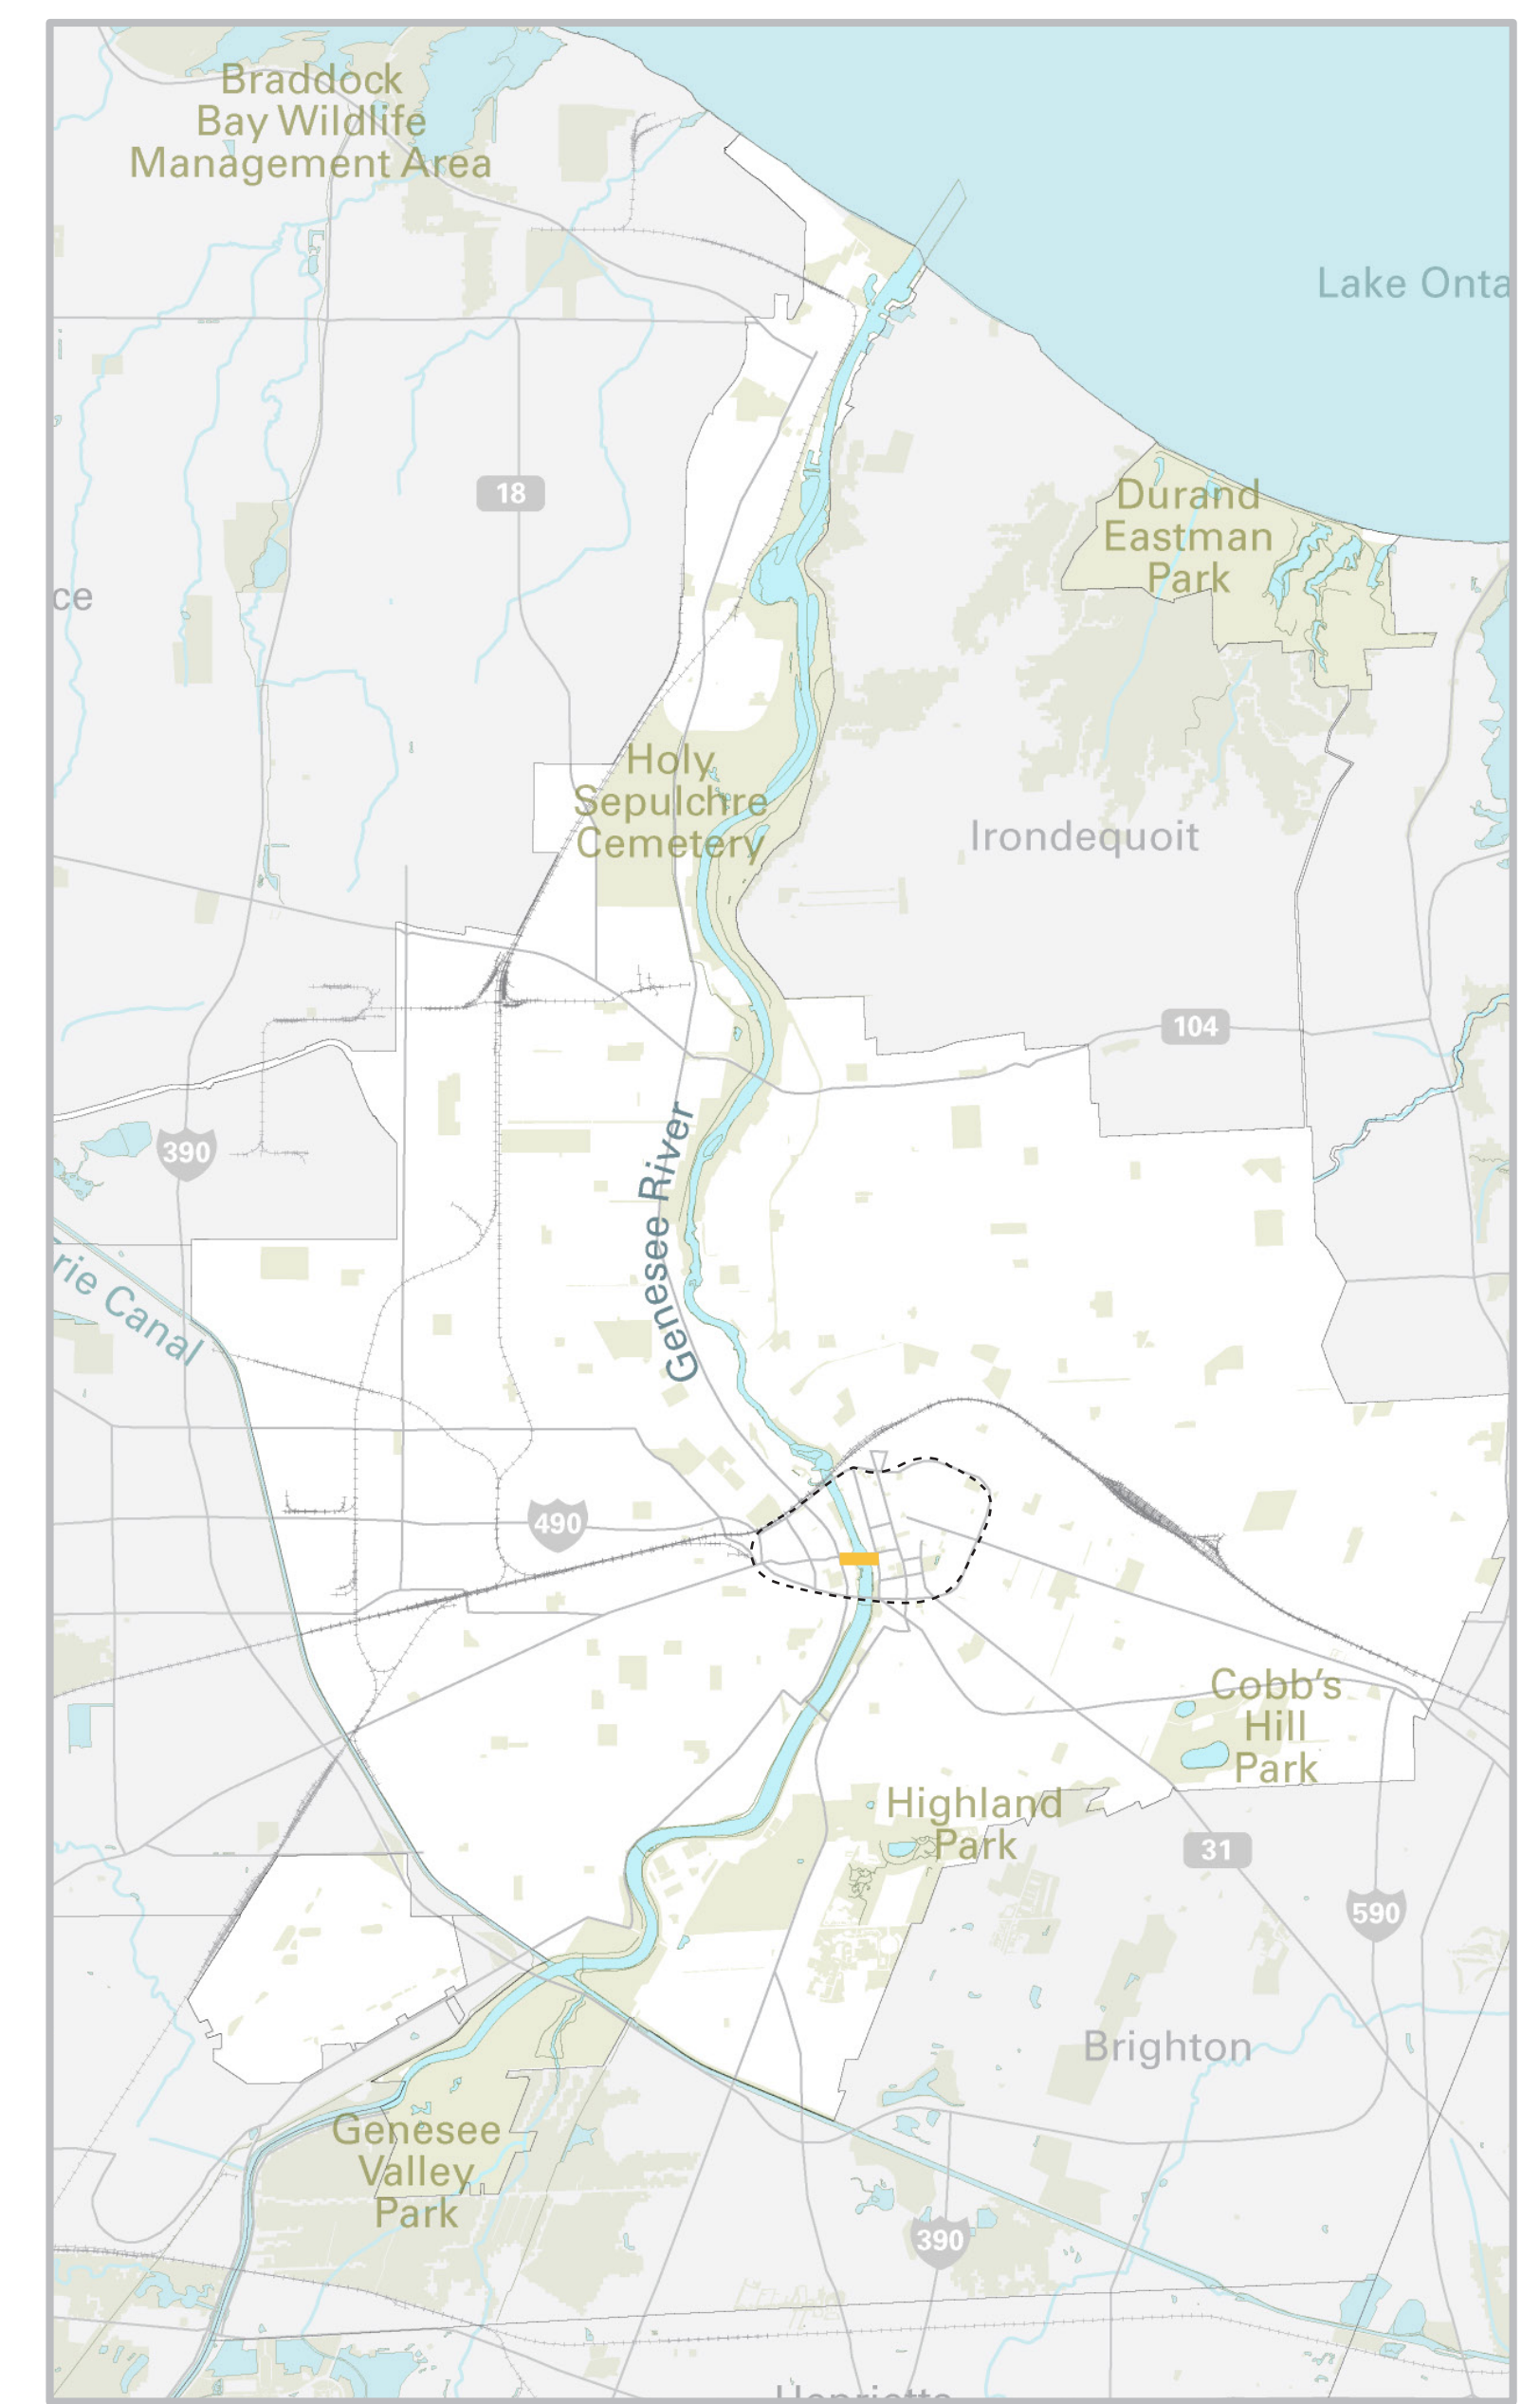 Braddock
Bay Wildlife
Management Area
Lake Onta
18
Durand
Eastman
Park
ce
Holy
Sepulchre
Cemetery
Irondequoit
104
390
Genesee River
rie Canal
490
Cobb's
Hill
Park
Highland
Park
31
590
Brighton
Genesee
Valley
Park
390
Henrietta